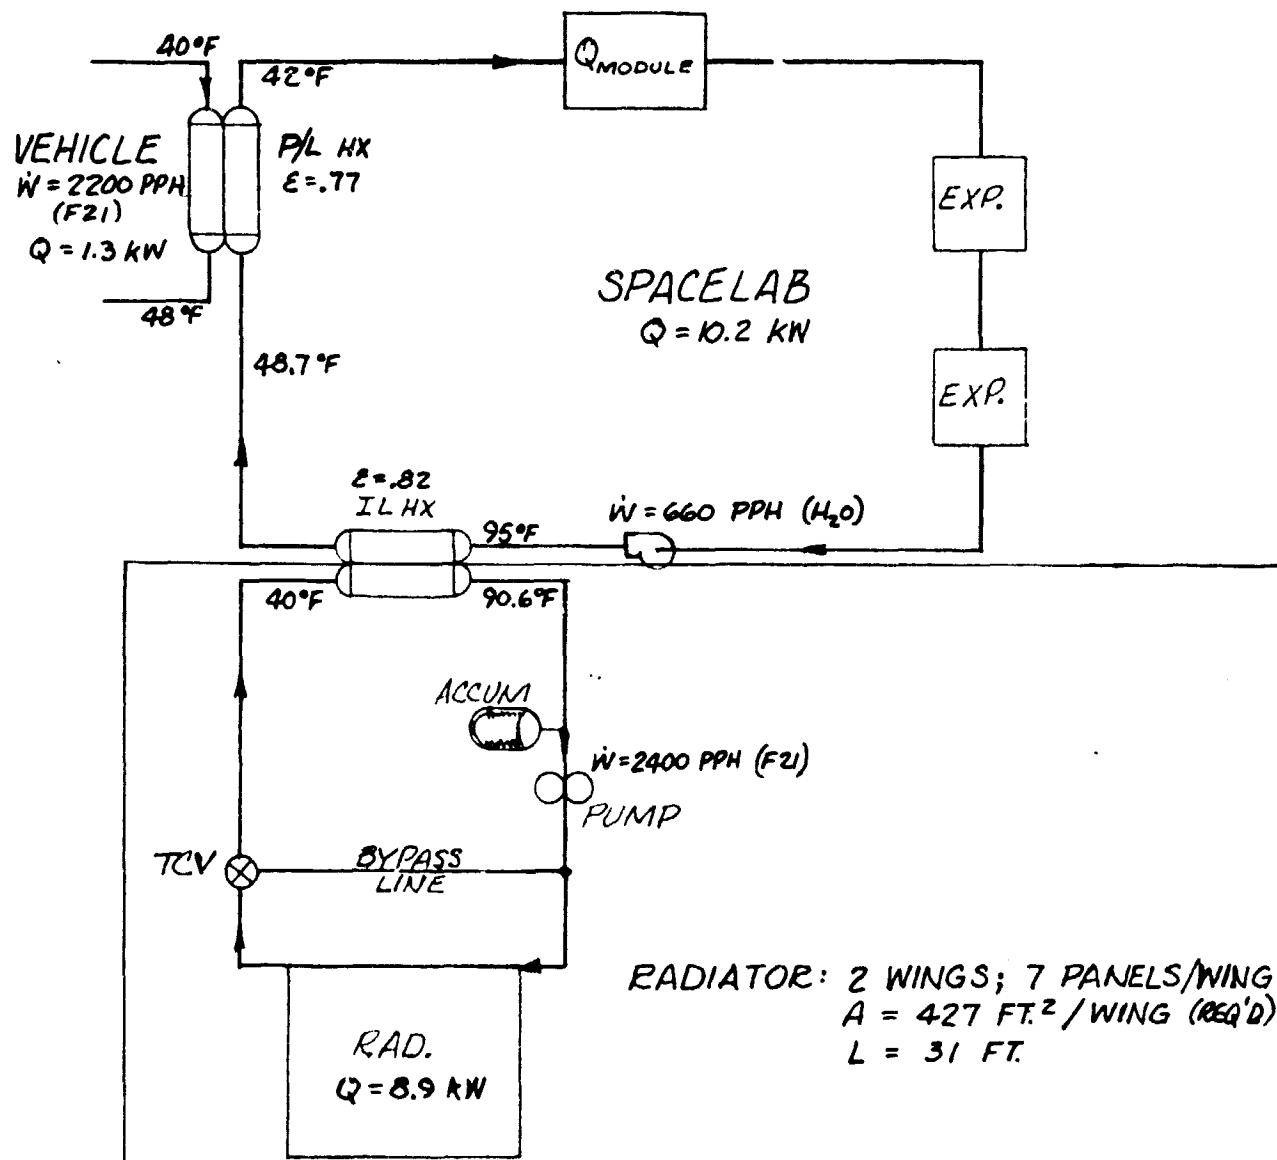 40°F
42°F
Q MODULE
VEHICLE
Ẇ = 2200 PPH
(F21)
Q = 1.3 KW
P/L HX
ε = .77
48°F
48.7°F
EXP.
SPACELAB
Q = 10.2 KW
EXP.
ε = .82
IL HX
95°F
Ẇ = 660 PPH (H₂O)
40°F
90.6°F
ACCUM
Ẇ = 2400 PPH (F21)
PUMP
TCV
BYPASS
LINE
RAD.
Q = 8.9 KW
RADIATOR: 2 WINGS; 7 PANELS/WING
A = 427 FT.² / WING (REQ'D)
L = 31 FT.